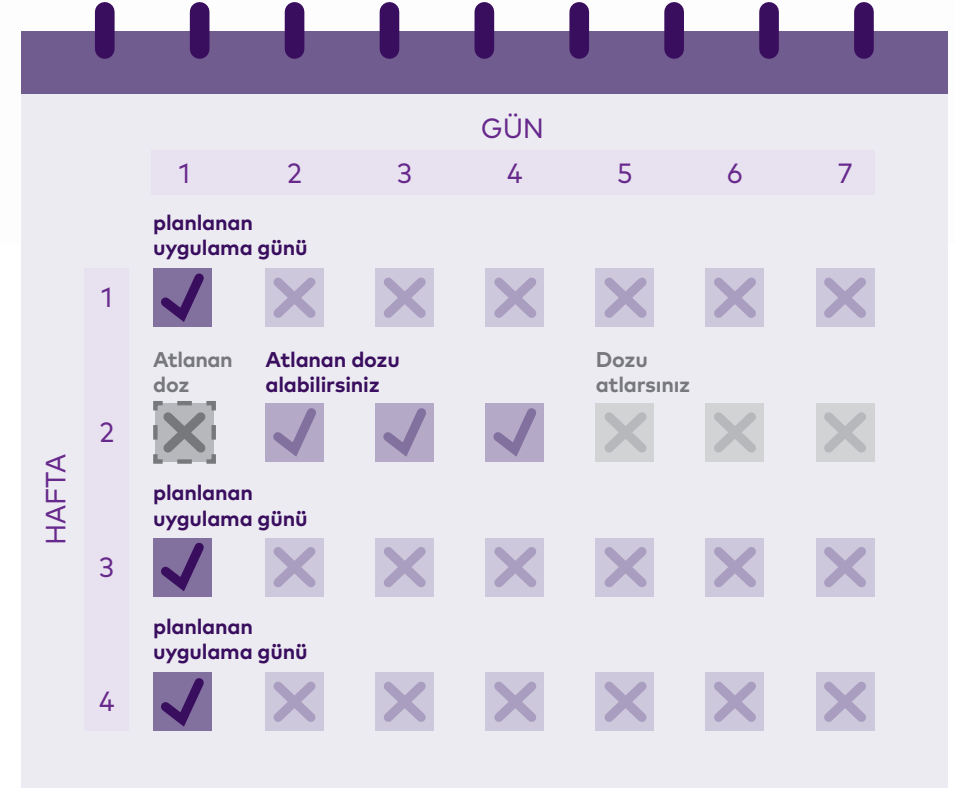 GÜN
1 2 3 4 5 6 7
planlanan
uygulama günü
1
Atlanan
doz
Atlanan dozu
alabilirsiniz
Dozu
atlarsınız
2
HAFTA
planlanan
uygulama günü
3
planlanan
uygulama günü
4